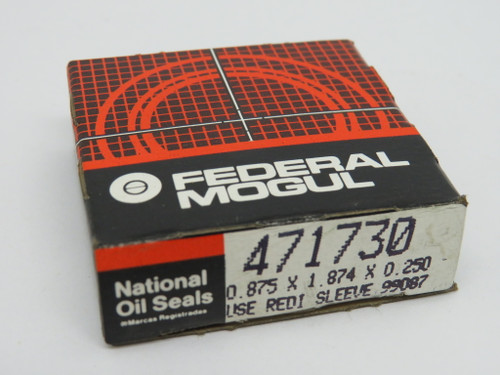 FEDERAL
MOGUL
National
Oil Seals
Marcas Registradas
471730
0.875 X 1.874 X 0.250
USE REDI SLEEVE 99087